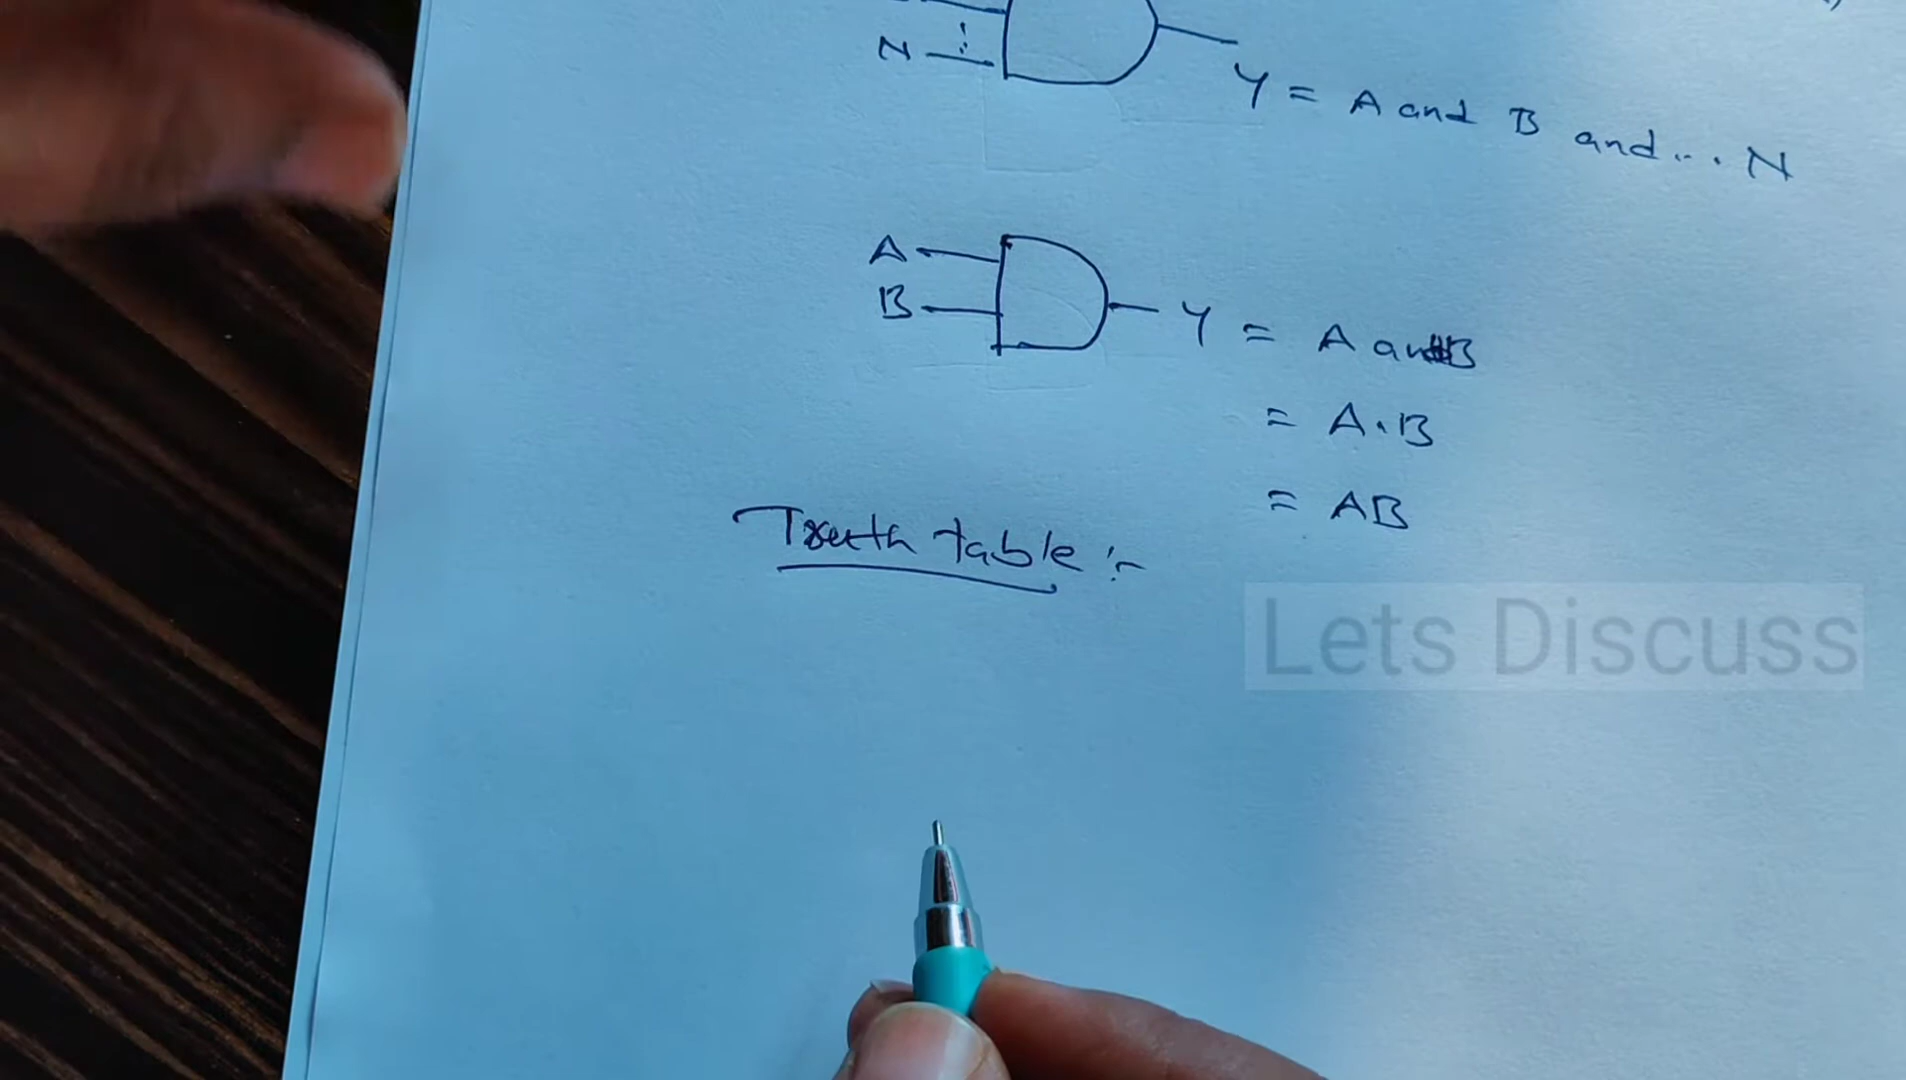 N
Y = A and B and... N
A
B
Y = A and B
= A.B
= AB
Truth table :-
Lets Discuss